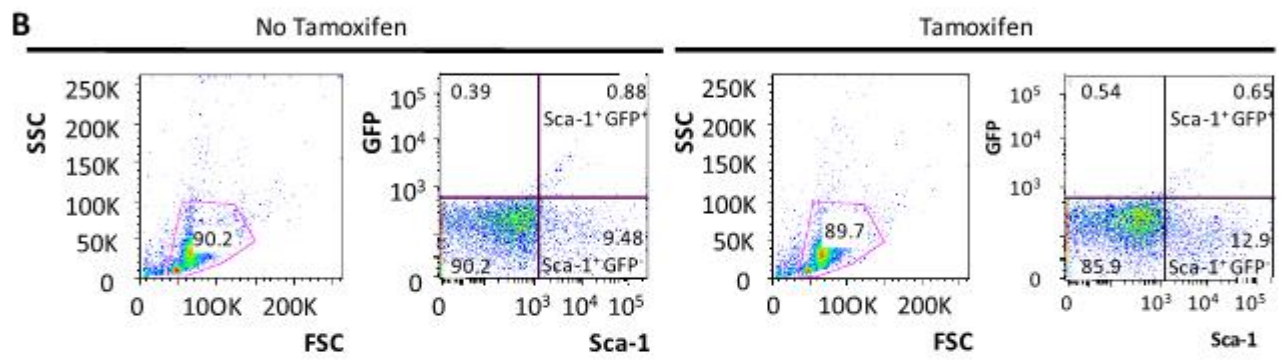 B
No Tamoxifen
Tamoxifen
SSC
250K
200K
150K
100K
50K
0
90.2
0
10OK
200K
FSC
GFP
10⁵
10⁴
10³
0
0.39
0.88
Sca-1⁺GFP⁺
9.48
90.2
Sca-1⁺GFP⁻
0
10³
10⁴
10⁵
Sca-1
SSC
250K
200K
150K
100K
50K
0
89.7
0
10OK
200K
FSC
GFP
10⁵
10⁴
10³
0
0.54
0.65
Sca-1⁺GFP⁺
12.9
85.9
Sca-1⁺GFP⁻
0
10³
10⁴
10⁵
Sca-1